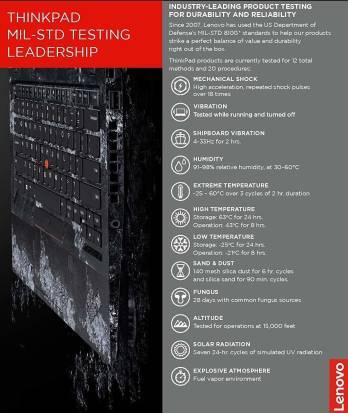 THINKPAD
MIL-STD TESTING
LEADERSHIP
INDUSTRY-LEADING PRODUCT TESTING
FOR DURABILITY AND RELIABILITY
Since 2007, Lenovo has used the US Department of
Defense's MIL-STD 810G* standards to help our products
strike a perfect balance of value and durability
right out of the box.
ThinkPad products are currently tested for 12 total
methods and 20 procedures:
MECHANICAL SHOCK
High acceleration, repeated shock pulses
over 18 times
VIBRATION
Tested while running and turned off
SHIPBOARD VIBRATION
4-33Hz for 2 hrs.
HUMIDITY
91-98% relative humidity, at 30-60°C
EXTREME TEMPERATURE
-25 - 60°C over 3 cycles of 2 hr. duration
HIGH TEMPERATURE
Storage: 63°C for 24 hrs.
Operation: 43°C for 8 hrs.
LOW TEMPERATURE
Storage: -25°C for 24 hrs.
Operation: -21°C for 8 hrs.
SAND & DUST
140 mesh silica dust for 6 hr. cycles
and silica sand for 90 min. cycles.
FUNGUS
28 days with common fungus sources
ALTITUDE
Tested for operations at 15,000 feet
SOLAR RADIATION
Seven 24-hr. cycles of simulated UV radiation
EXPLOSIVE ATMOSPHERE
Fuel vapor environment
Lenovo